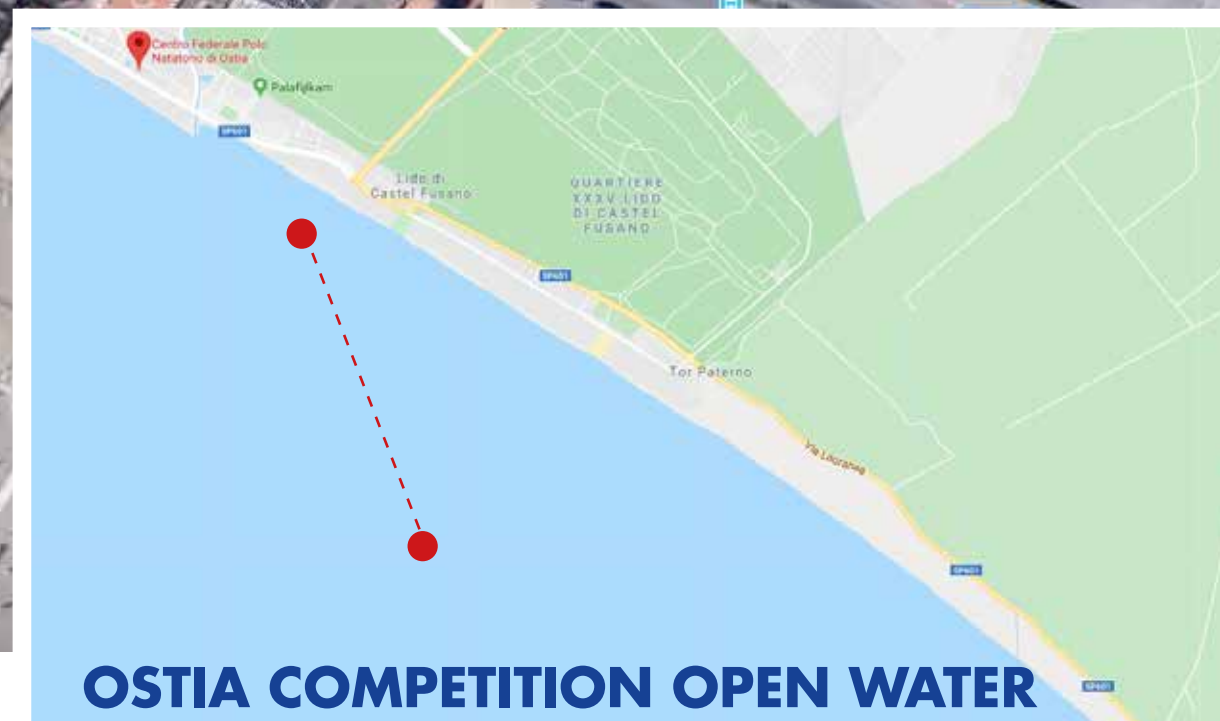 Centro Federale Polo
Natatorio di Ostia
Palafijlkam
SP601
Lido di
Castel Fusano
QUARTIERE
XXXV LIDO
DI CASTEL
FUSANO
SP601
Tor Paterno
Via Litoranea
SP601
SP601
OSTIA COMPETITION OPEN WATER